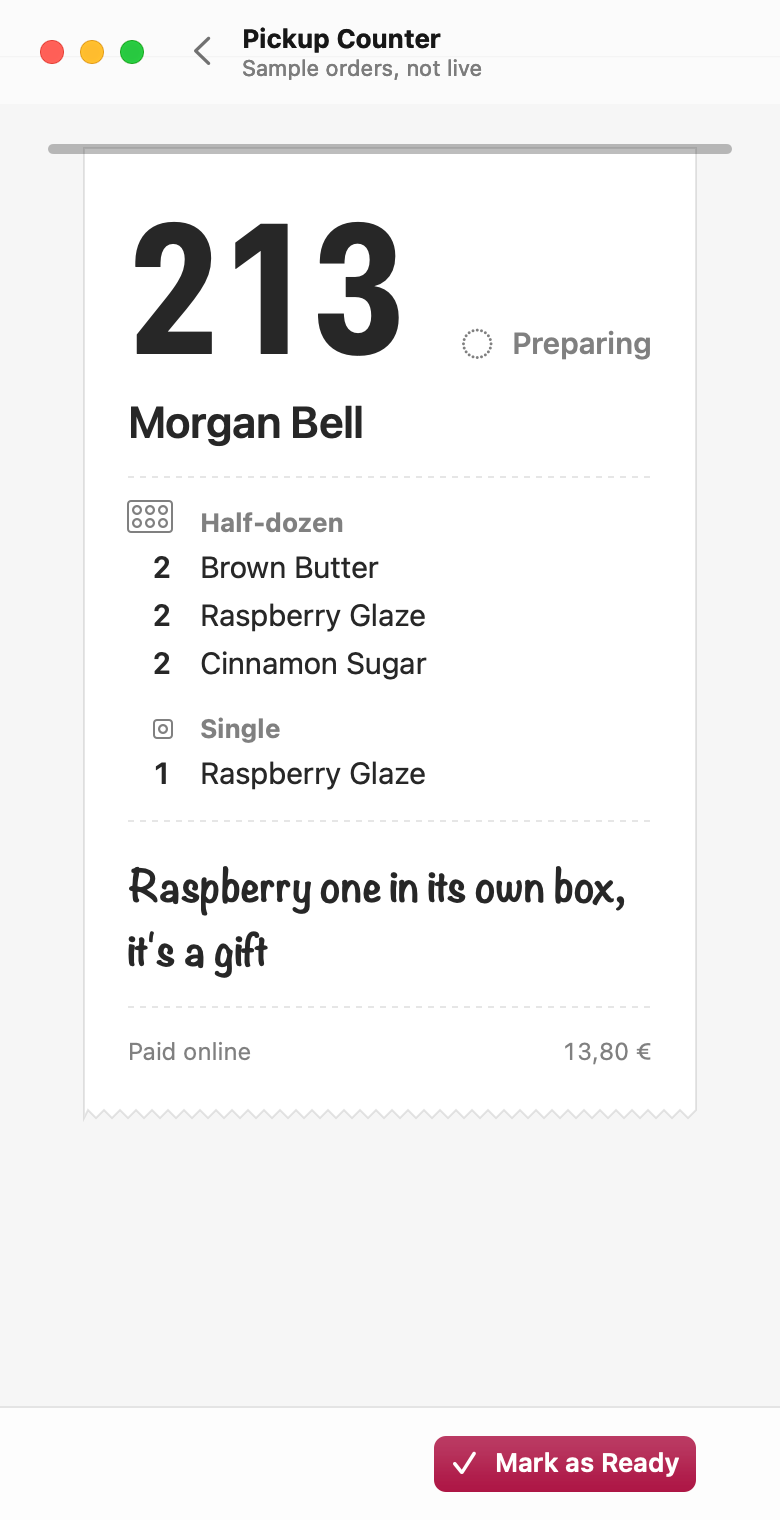 Pickup Counter
Sample orders, not live
213
Preparing
Morgan Bell
Half-dozen
2 Brown Butter
2 Raspberry Glaze
2 Cinnamon Sugar
Single
1 Raspberry Glaze
Raspberry one in its own box,
it's a gift
Paid online 13,80 €
Mark as Ready